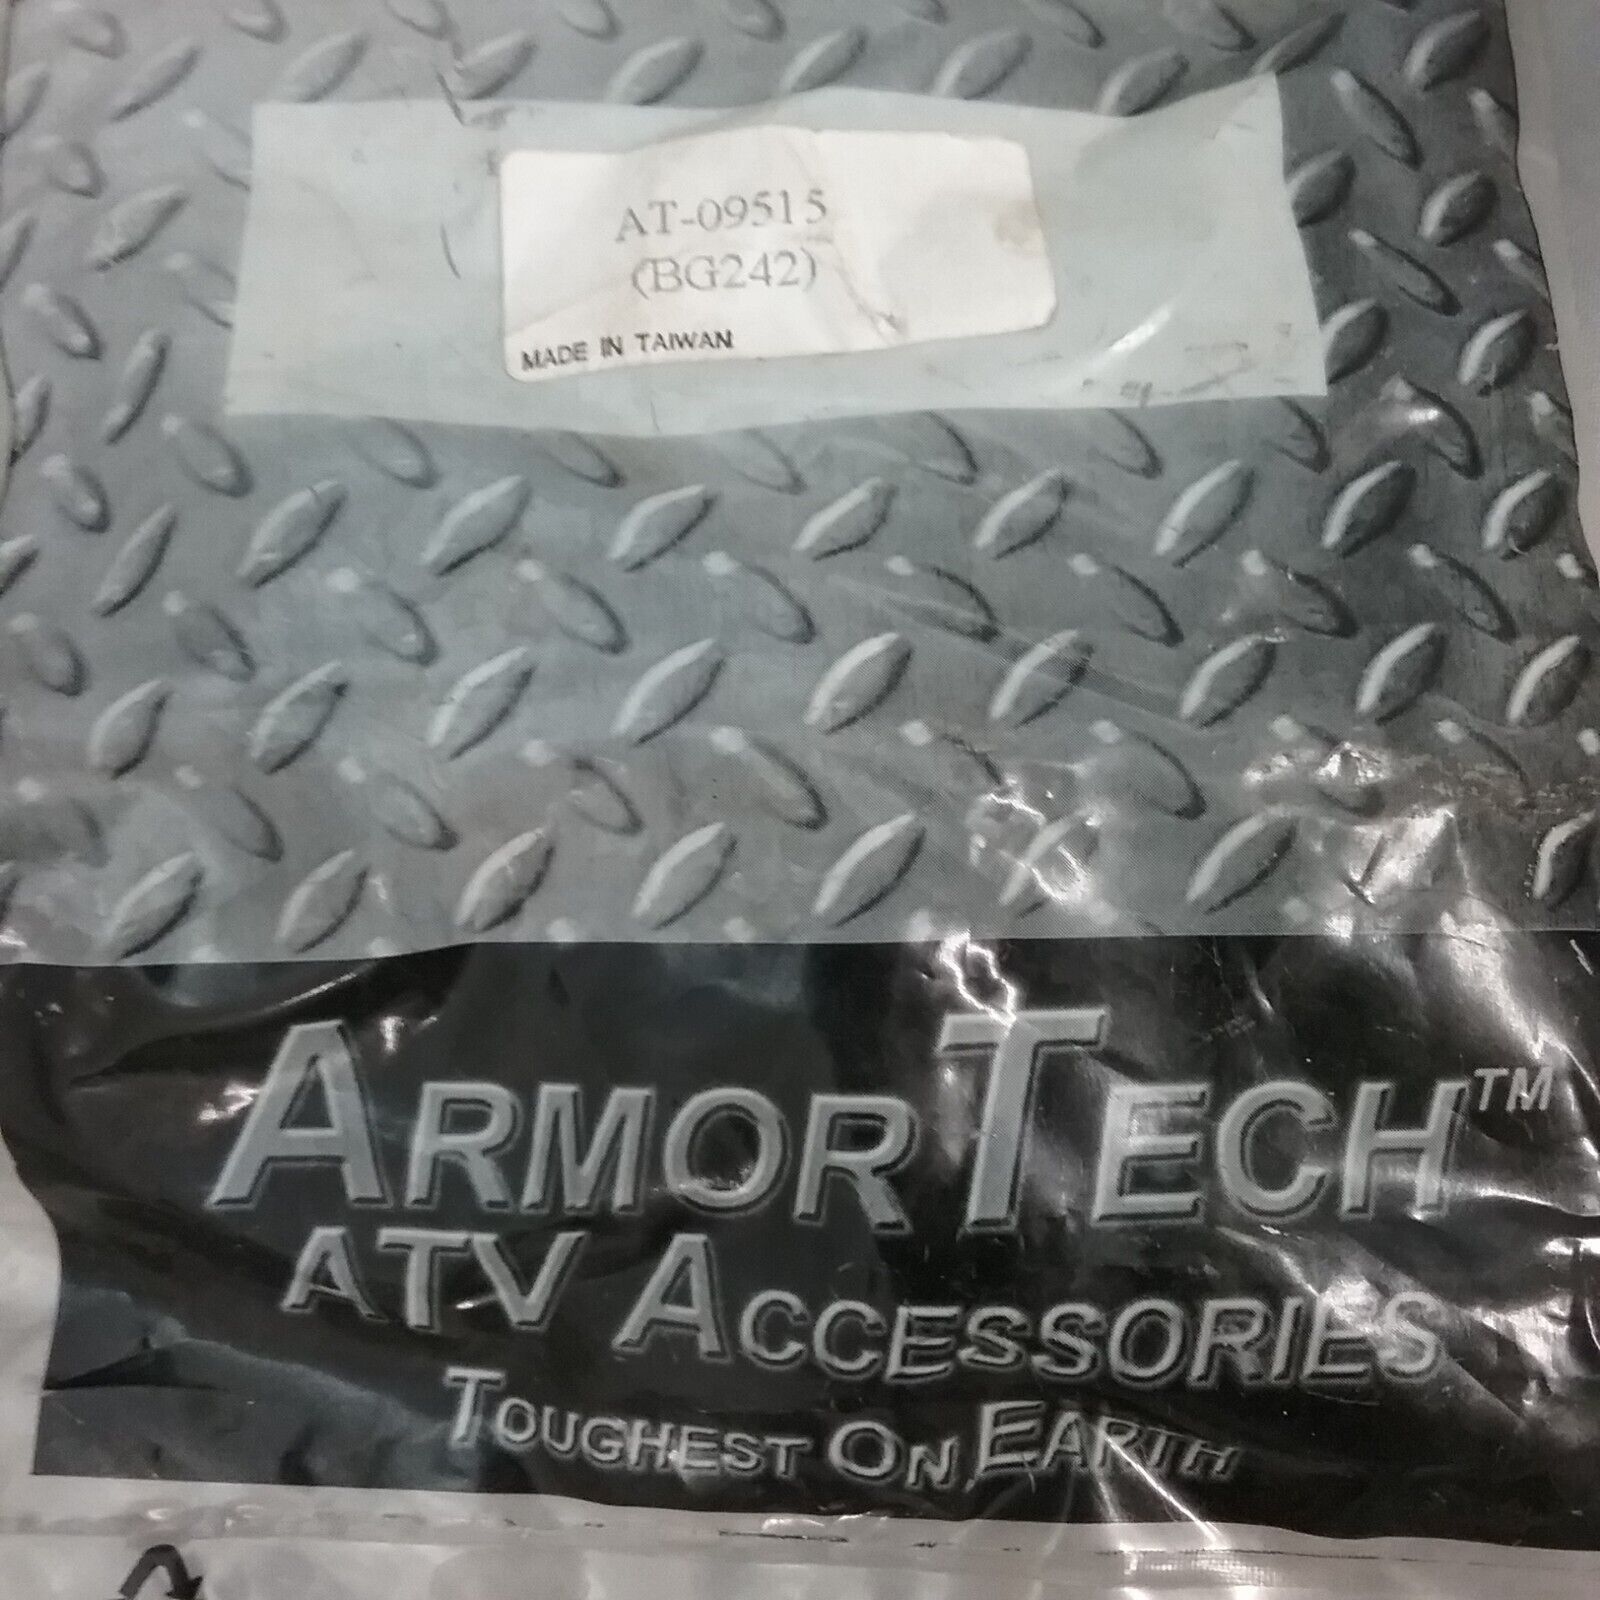 AT-09515
(BG242)
MADE IN TAIWAN
ARMORTECH™
ATV ACCESSORIES
TOUGHEST ON EARTH